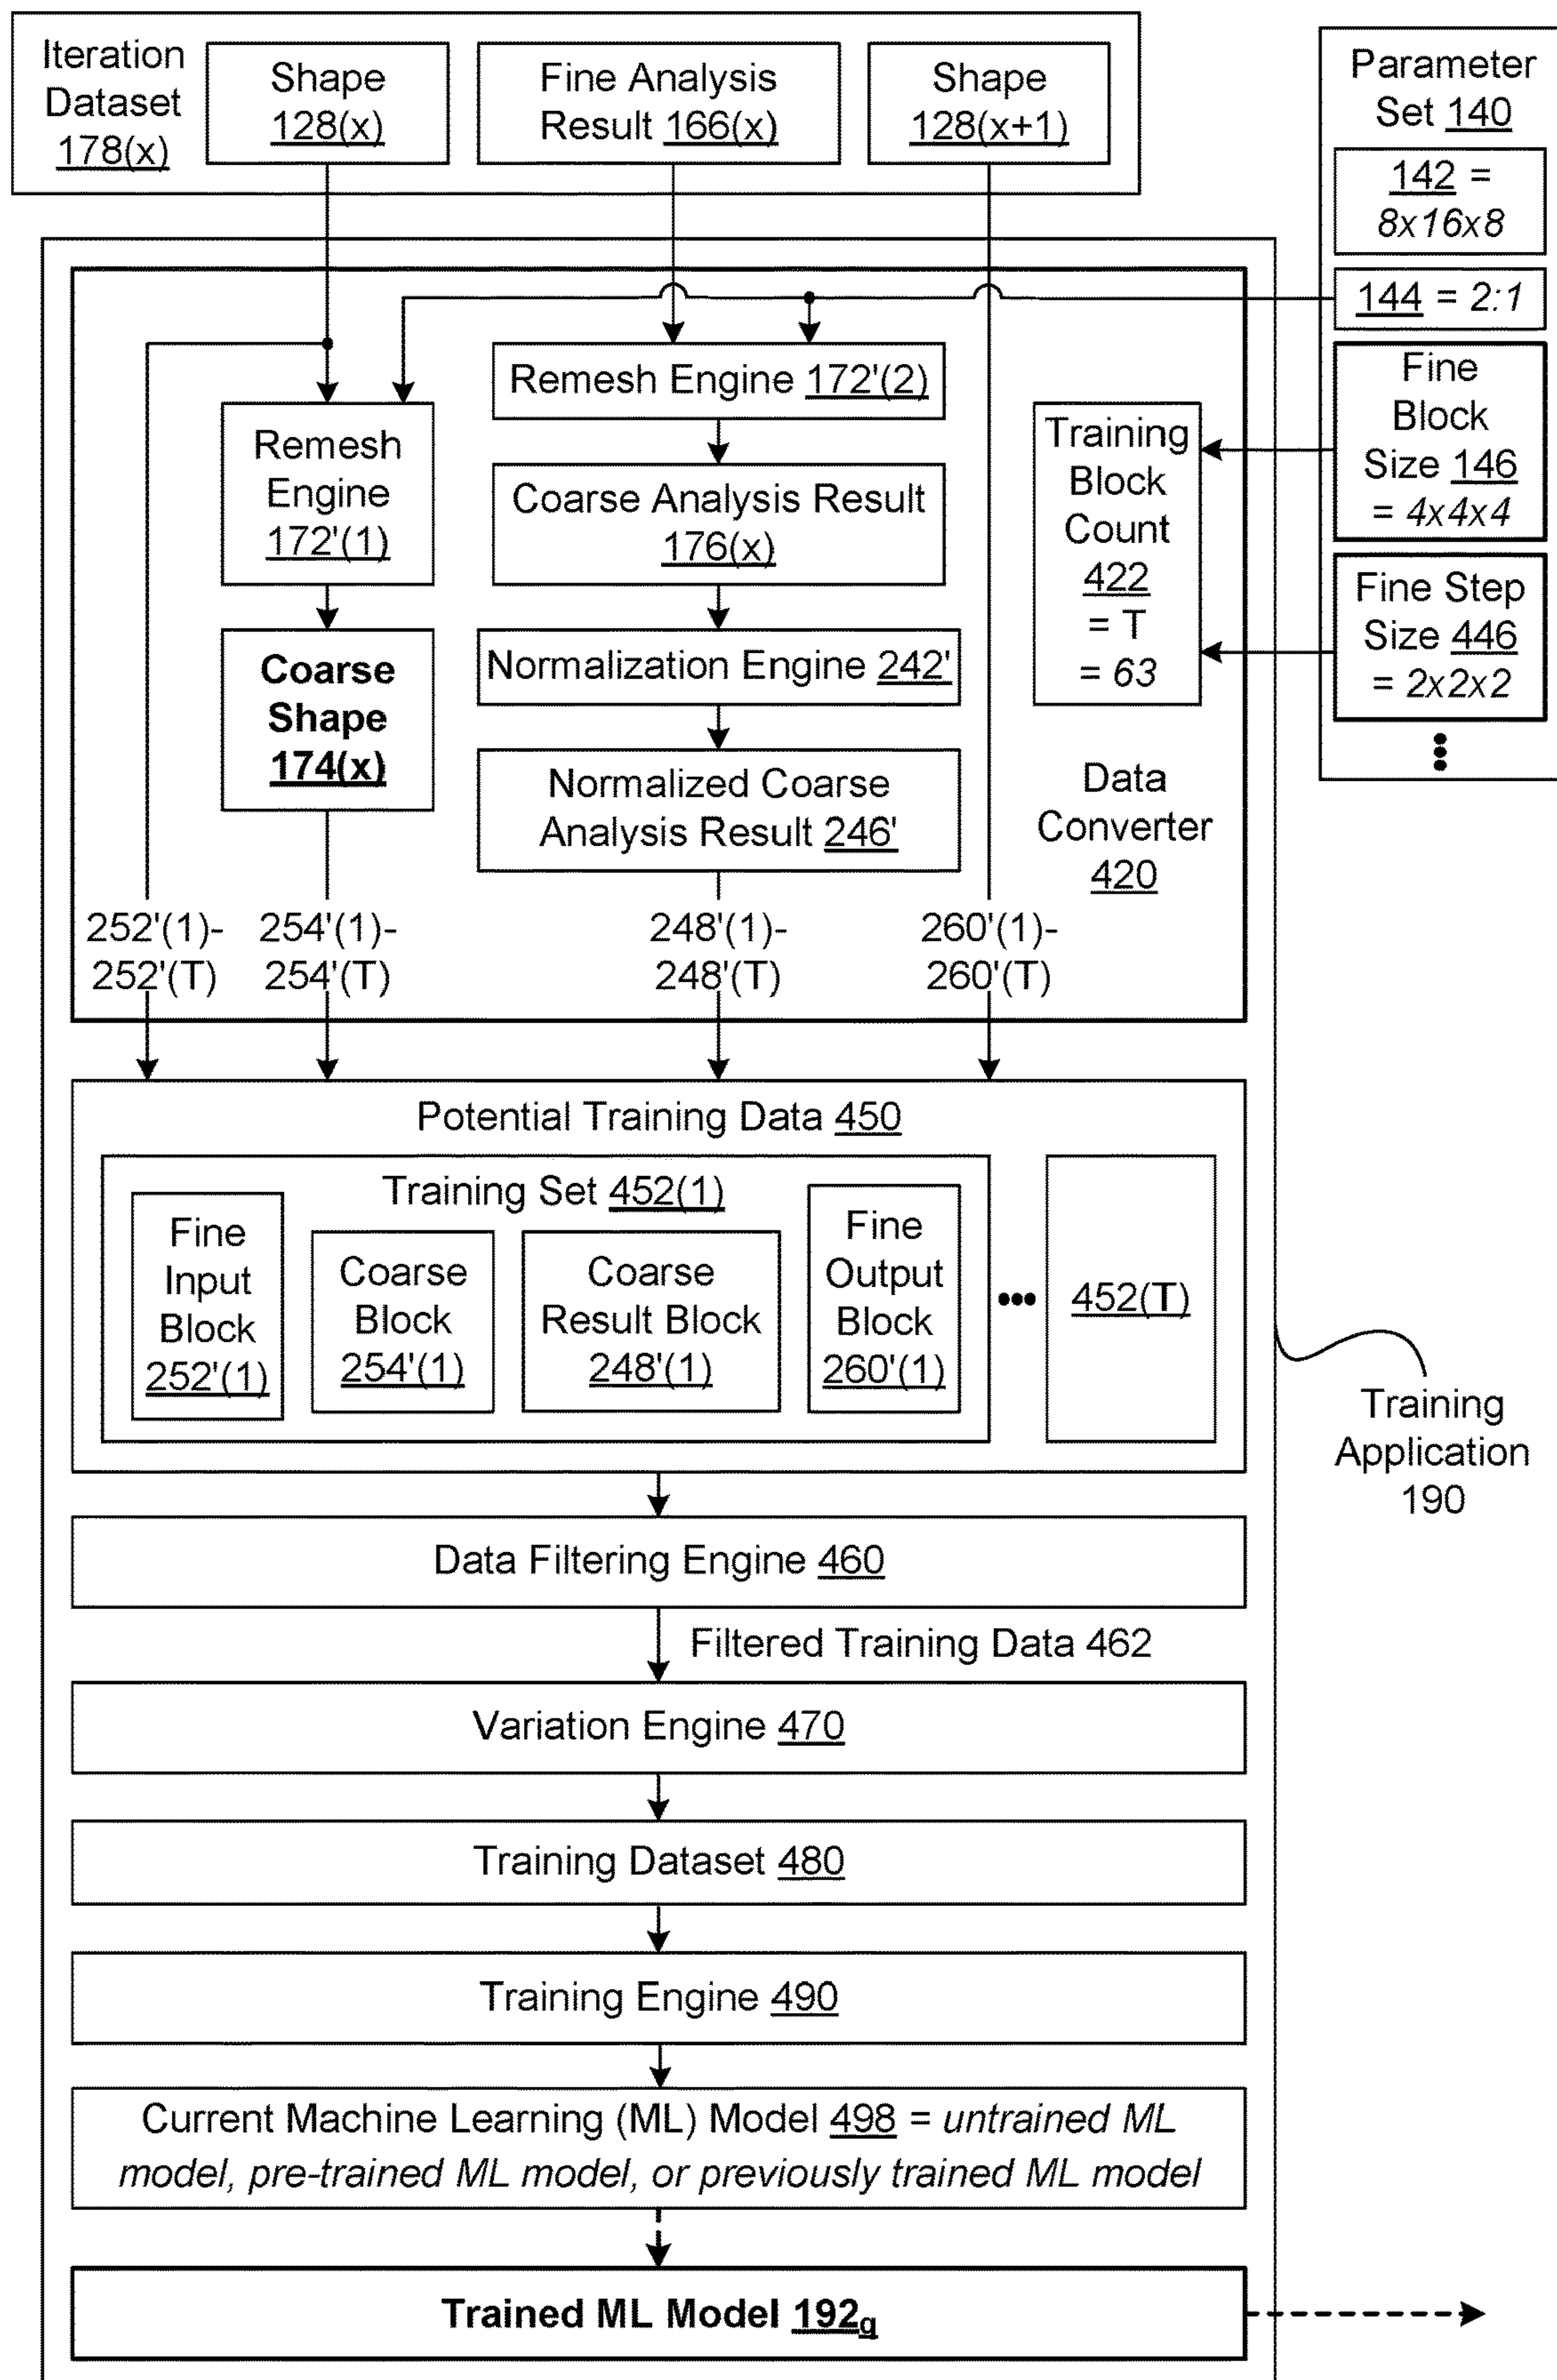 Iteration
Dataset
178(x)
Shape
128(x)
Fine Analysis
Result 166(x)
Shape
128(x+1)
Parameter
Set 140
142 =
8x16x8
144 = 2:1
Fine
Block
Size 146
= 4x4x4
Fine Step
Size 446
= 2x2x2
Remesh
Engine
172'(1)
Coarse
Shape
174(x)
Remesh Engine 172'(2)
Coarse Analysis Result
176(x)
Normalization Engine 242'
Normalized Coarse
Analysis Result 246'
Training
Block
Count
422
= T
= 63
Data
Converter
420
252'(1)-
252'(T)
254'(1)-
254'(T)
248'(1)-
248'(T)
260'(1)-
260'(T)
Potential Training Data 450
Training Set 452(1)
Fine
Input
Block
252'(1)
Coarse
Block
254'(1)
Coarse
Result Block
248'(1)
Fine
Output
Block
260'(1)
452(T)
Training
Application
190
Data Filtering Engine 460
Filtered Training Data 462
Variation Engine 470
Training Dataset 480
Training Engine 490
Current Machine Learning (ML) Model 498 = untrained ML
model, pre-trained ML model, or previously trained ML model
Trained ML Model 192g